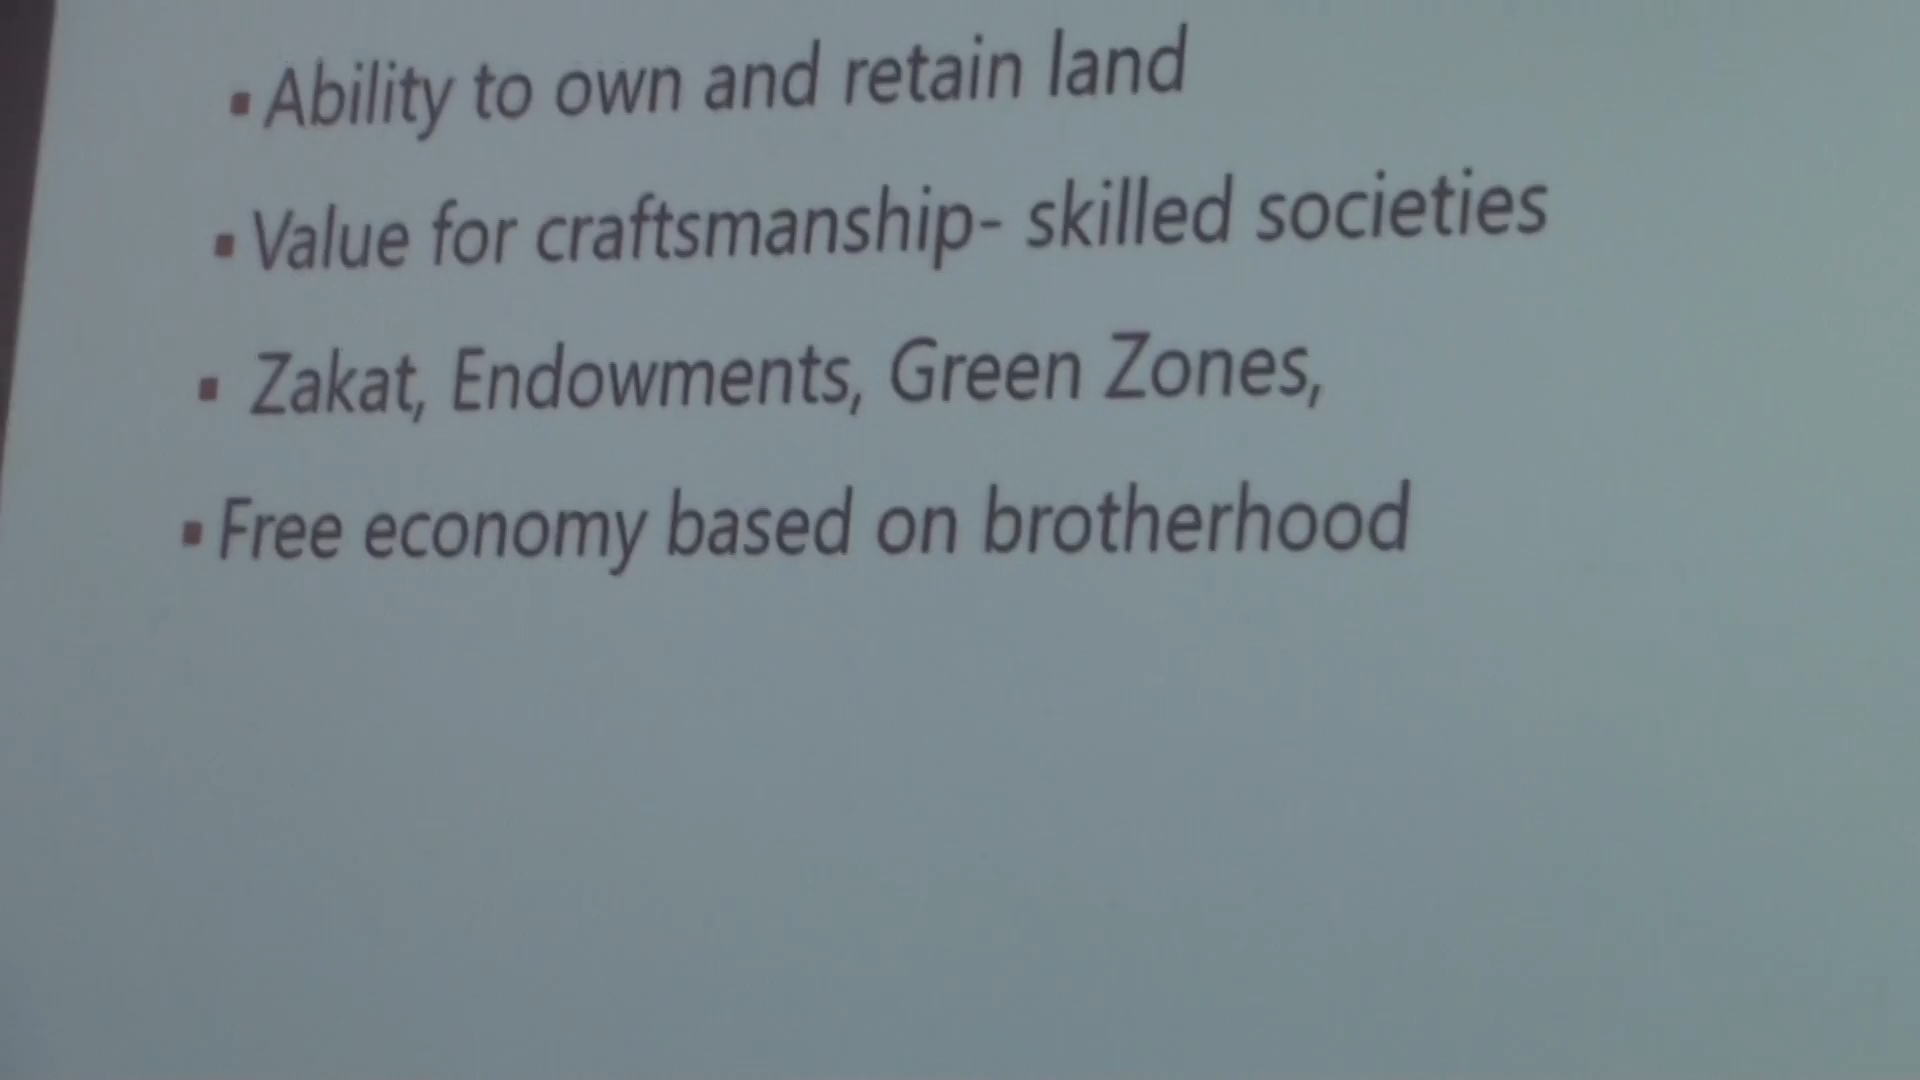 ▪ Ability to own and retain land
▪ Value for craftsmanship- skilled societies
▪ Zakat, Endowments, Green Zones,
▪ Free economy based on brotherhood